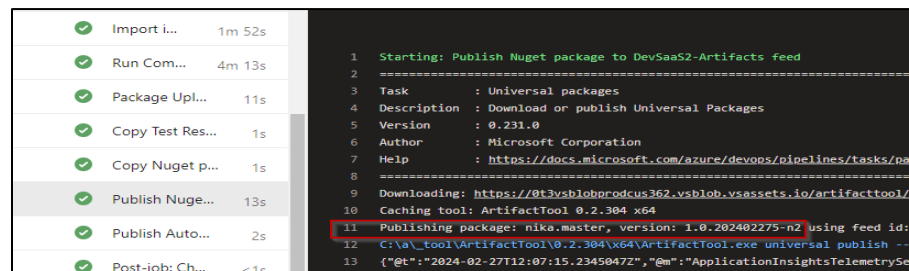 Import i... 1m 52s
Run Com... 4m 13s
Package Upl... 11s
Copy Test Res... 1s
Copy Nuget p... 1s
Publish Nuge... 13s
Publish Auto... 2s
Post-job: Ch... <1s
1 Starting: Publish Nuget package to DevSaaS2-Artifacts feed
2 ==============================================================================
3 Task : Universal packages
4 Description : Download or publish Universal Packages
5 Version : 0.231.0
6 Author : Microsoft Corporation
7 Help : https://docs.microsoft.com/azure/devops/pipelines/tasks/pa
8 ==============================================================================
9 Downloading: https://0t3vsblobprodcus362.vsblob.vsassets.io/artifacttool/
10 Caching tool: ArtifactTool 0.2.304 x64
11 Publishing package: nika.master, version: 1.0.202402275-n2 using feed id:
12 C:\a\_tool\ArtifactTool\0.2.304\x64\ArtifactTool.exe universal publish --
13 {"@t":"2024-02-27T12:07:15.2345047Z","@m":"ApplicationInsightsTelemetrySe